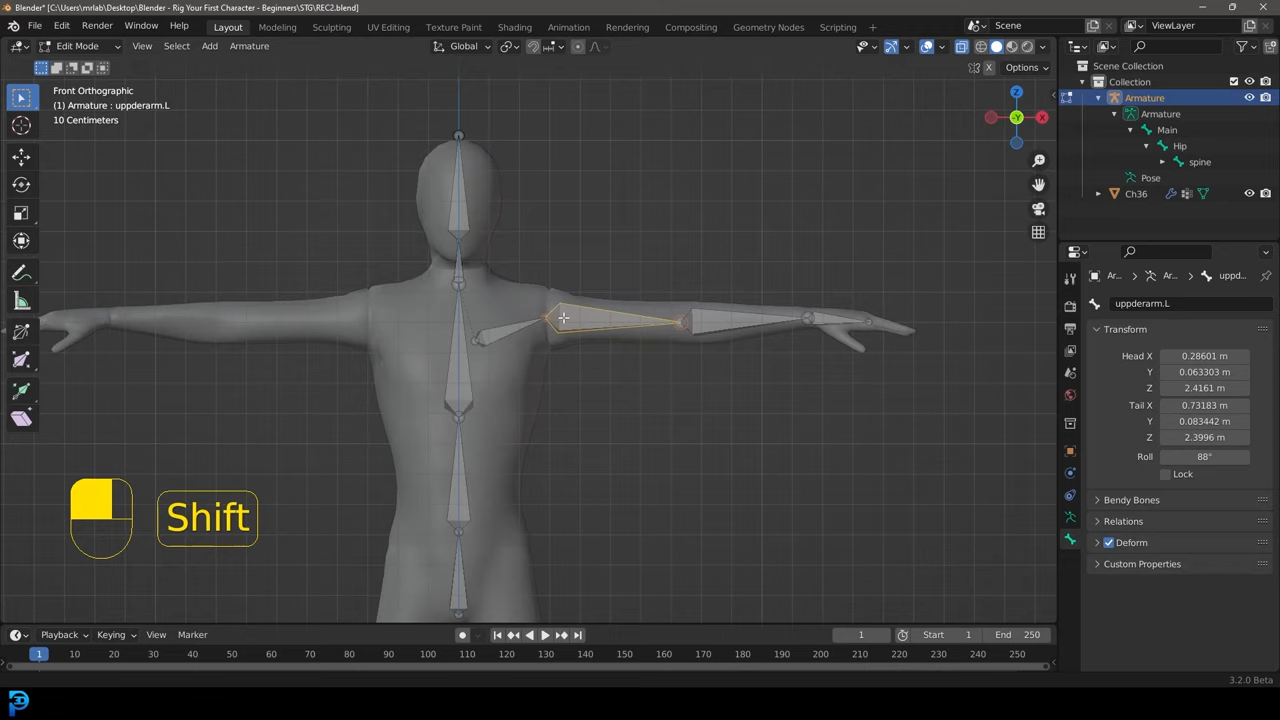 Blender* [C:\Users\mrlab\Desktop\Blender - Rig Your First Character - Beginners\STG\REC2.blend]
File Edit Render Window Help Layout Modeling Sculpting UV Editing Texture Paint Shading Animation Rendering Compositing Geometry Nodes Scripting Scene ViewLayer
Edit Mode View Select Add Armature Global
X Options
Front Orthographic
(1) Armature : uppderarm.L
10 Centimeters
Z
X
-Y
Scene Collection
Collection
Armature
Armature
Main
Hip
spine
Pose
Ch36
Ar... Ar... uppd...
uppderarm.L
Transform
Head X 0.28601 m
Y 0.063303 m
Z 2.4161 m
Tail X 0.73183 m
Y 0.083442 m
Z 2.3996 m
Roll 88°
Lock
Bendy Bones
Relations
Deform
Custom Properties
Shift
Playback Keying View Marker 1 Start 1 End 250
1 10 20 30 40 50 60 70 80 90 100 110 120 130 140 150 160 170 180 190 200 210 220 230 240 250
3.2.0 Beta